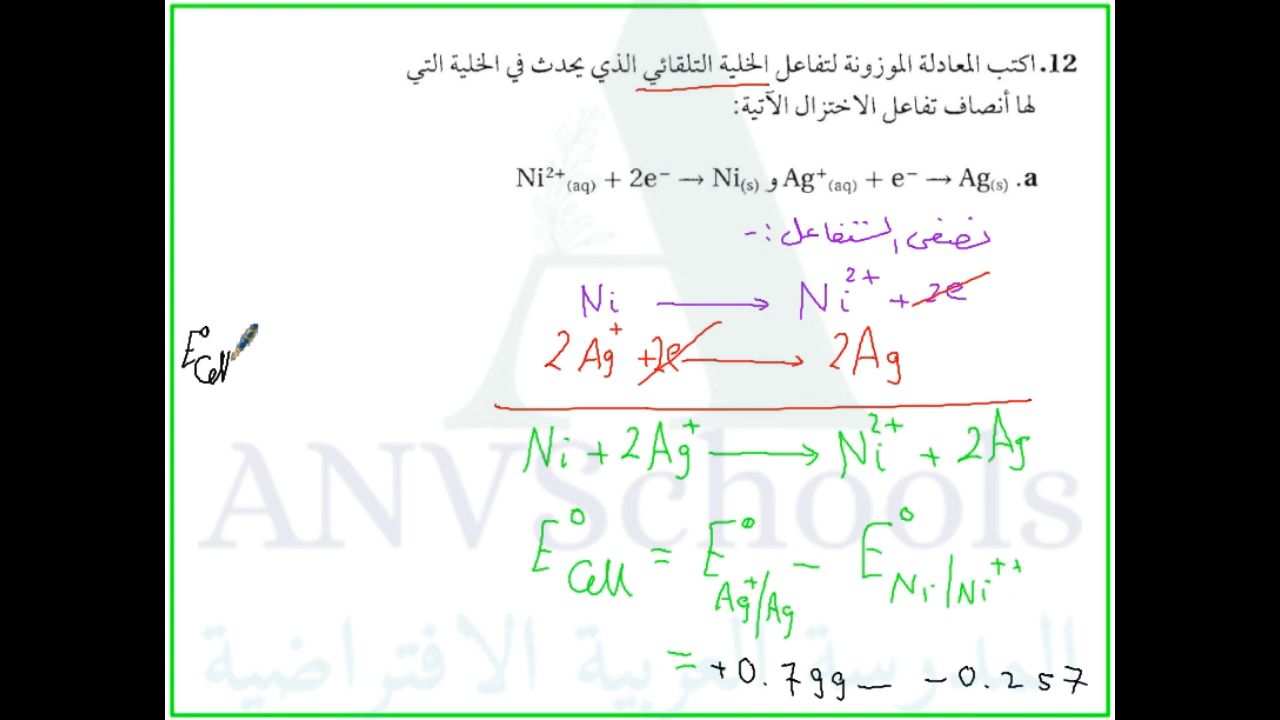 12. اكتب المعادلة الموزونة لتفاعل الخلية التلقائي الذي يحدث في الخلية التي
لها أنصاف تفاعل الاختزال الآتية:
a. Ag⁺(aq) + e⁻ → Ag(s) و Ni²⁺(aq) + 2e⁻ → Ni(s)
نصفي التفاعل :-
Ni → Ni²⁺ + 2e
2Ag⁺ + 2e → 2Ag
E°Cell
Ni + 2Ag⁺ → Ni²⁺ + 2Ag
ANVSchools
E°Cell = E°Ag⁺/Ag - E°Ni/Ni⁺⁺
المدرسة العربية الافتراضية
= +0.799 - -0.257